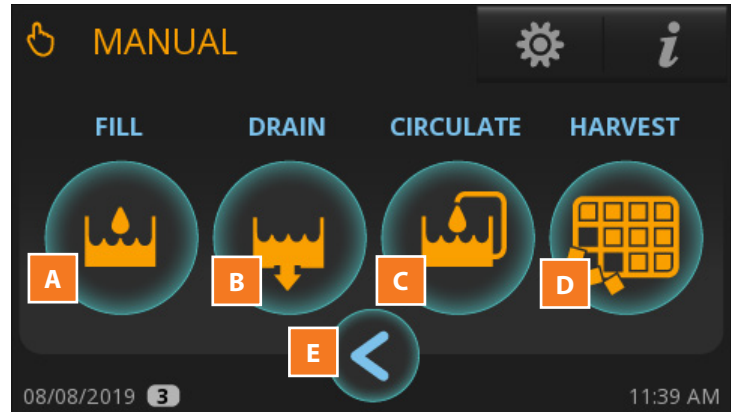 MANUAL i
FILL DRAIN CIRCULATE HARVEST
A B C D
E
08/08/2019 3 11:39 AM